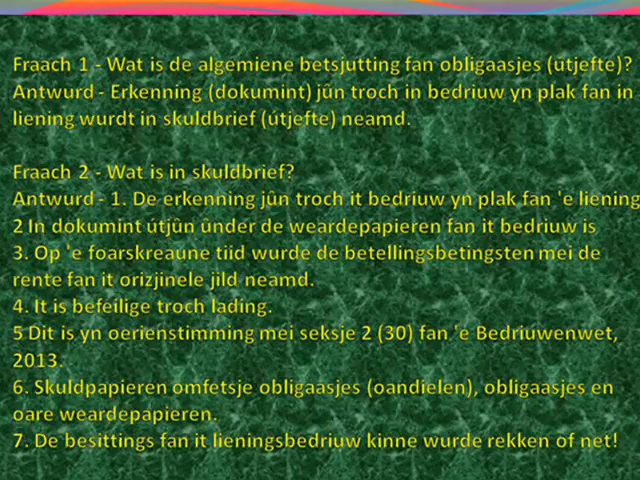 Fraach 1 - Wat is de algemiene betsjutting fan obligaasjes (útjefte)?
Antwurd - Erkenning (dokumint) jûn troch in bedriuw yn plak fan in
liening wurdt in skuldbrief (útjefte) neamd.
Fraach 2 - Wat is in skuldbrief?
Antwurd - 1. De erkenning jûn troch it bedriuw yn plak fan 'e liening
2 In dokumint útjûn ûnder de weardepapieren fan it bedriuw is
3. Op 'e foarskreaune tiid wurde de betellingsbetingsten mei de
rente fan it orizjinele jild neamd.
4. It is befeilige troch lading.
5 Dit is yn oerienstimming mei seksje 2 (30) fan 'e Bedriuwenwet,
2013.
6. Skuldpapieren omfetsje obligaasjes (oandielen), obligaasjes en
oare weardepapieren.
7. De besittings fan it lieningsbedriuw kinne wurde rekken of net!